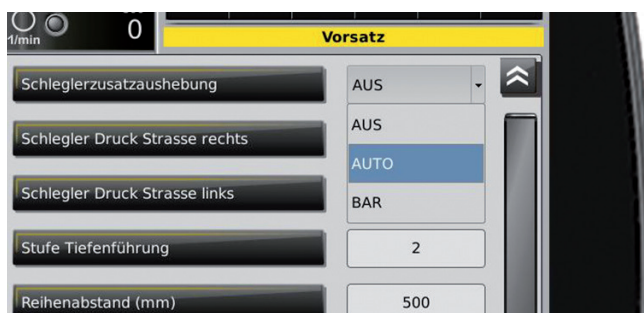 1/min
0
Vorsatz
Schleglerzusatzaushebung
AUS
AUS
Schlegler Druck Strasse rechts
AUTO
Schlegler Druck Strasse links
BAR
Stufe Tiefenführung
2
Reihenabstand (mm)
500